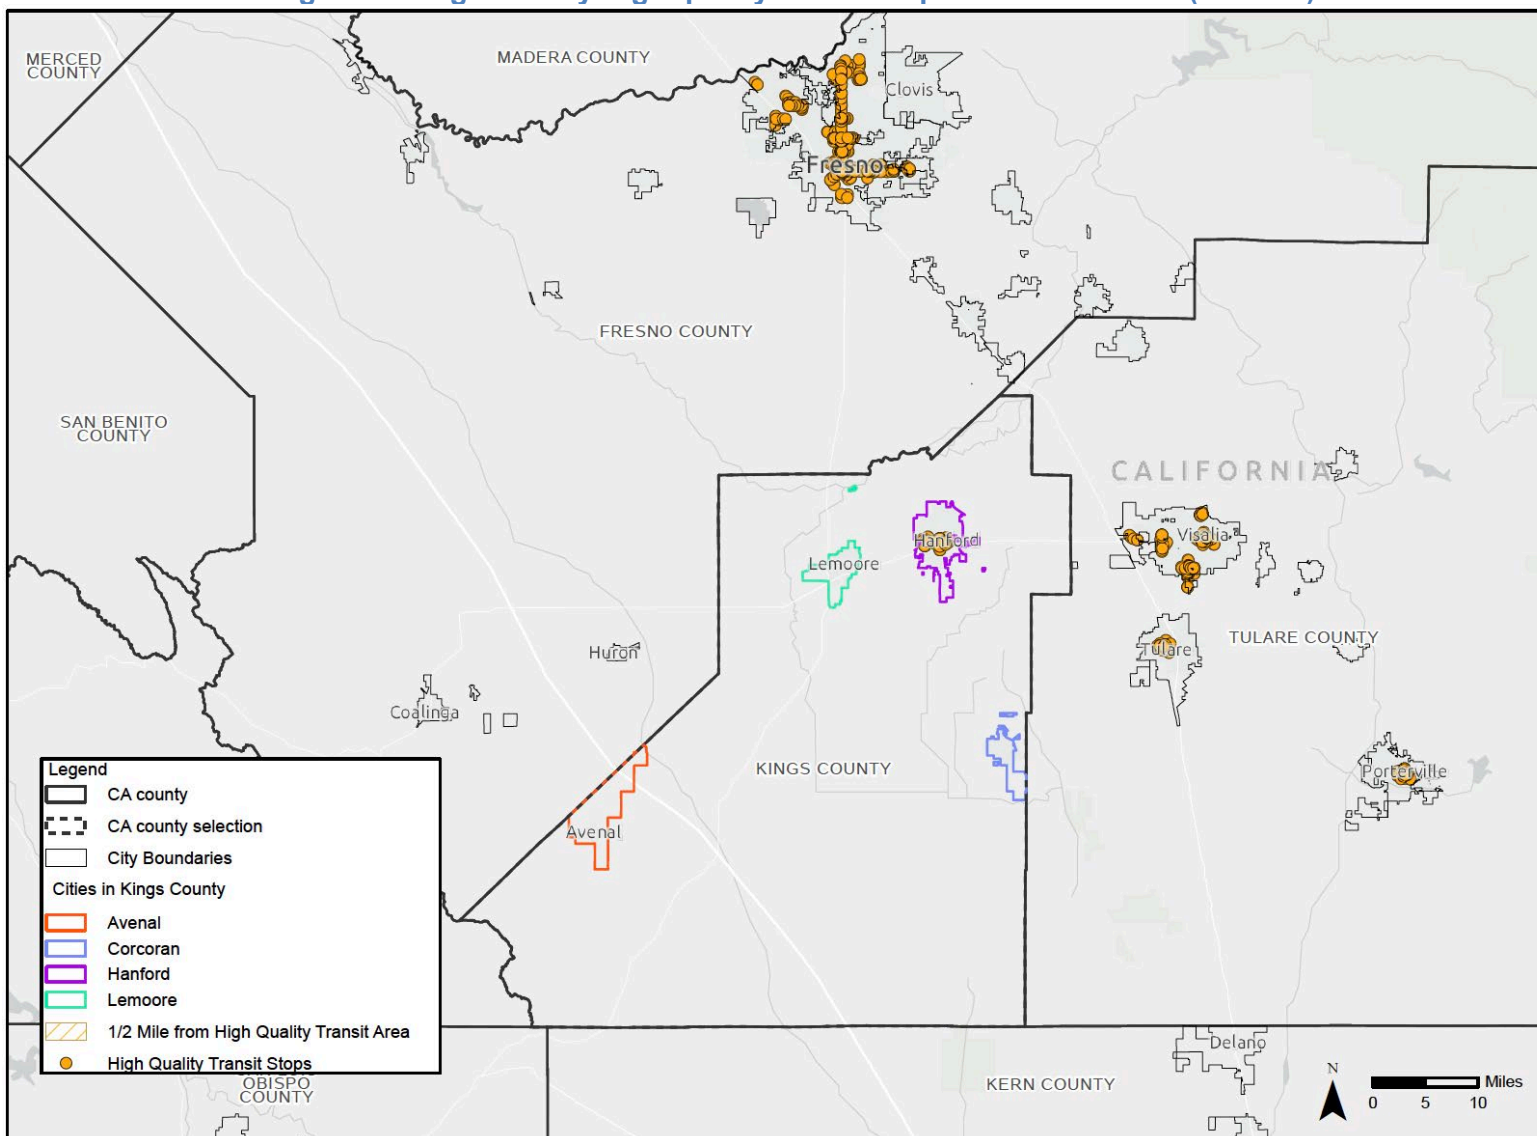 MERCED
COUNTY
MADERA COUNTY
Clovis
Fresno
FRESNO COUNTY
SAN BENITO
COUNTY
CALIFORNIA
Hanford
Visalia
Lemoore
TULARE COUNTY
Huron
Tulare
Coalinga
KINGS COUNTY
Porterville
Avenal
Legend
CA county
CA county selection
City Boundaries
Cities in Kings County
Avenal
Corcoran
Hanford
Lemoore
1/2 Mile from High Quality Transit Area
High Quality Transit Stops
OBISPO
COUNTY
Delano
KERN COUNTY
N
Miles
0 5 10